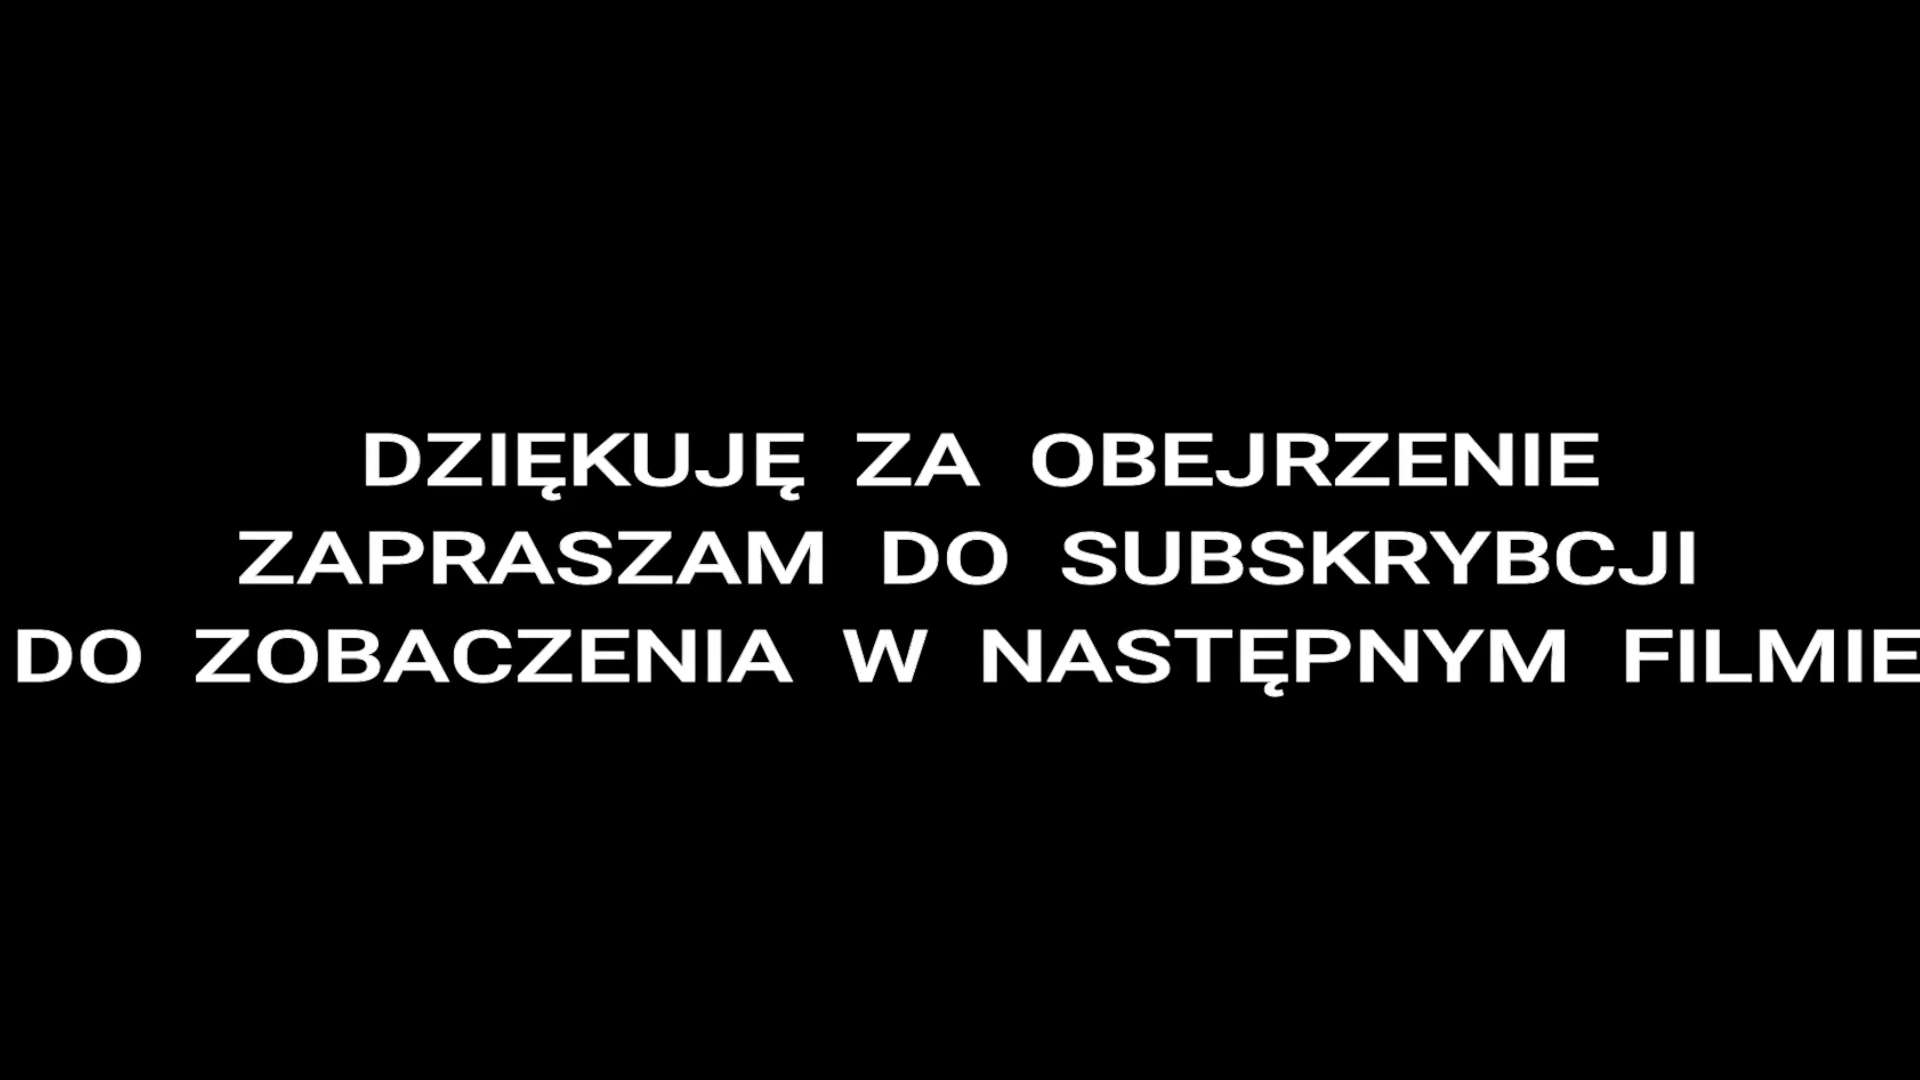 DZIĘKUJĘ ZA OBEJRZENIE
ZAPRASZAM DO SUBSKRYBCJI
DO ZOBACZENIA W NASTĘPNYM FILMIE